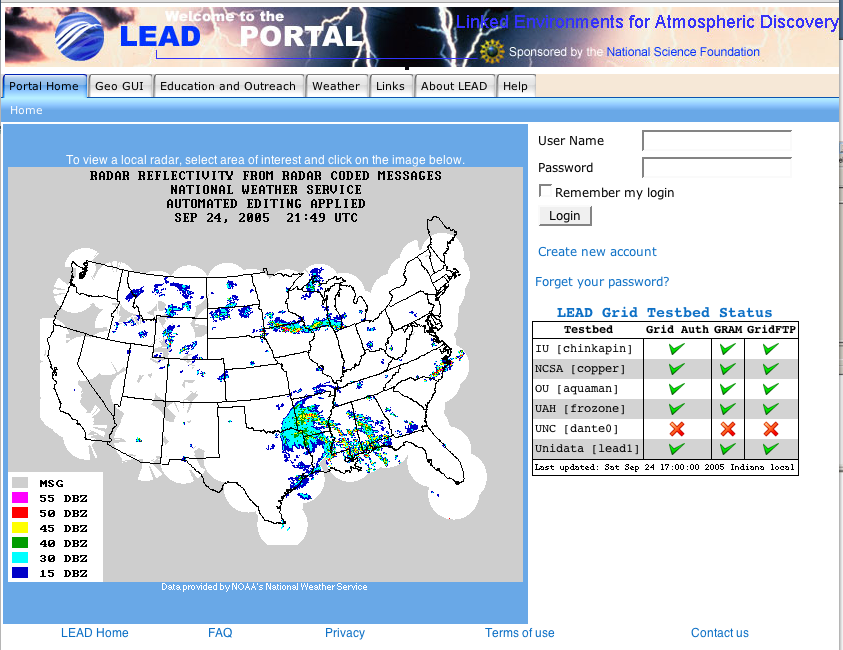 Welcome to the
LEAD PORTAL
Linked Environments for Atmospheric Discovery
Sponsored by the National Science Foundation
Portal Home
Geo GUI
Education and Outreach
Weather
Links
About LEAD
Help
Home
To view a local radar, select area of interest and click on the image below.
RADAR REFLECTIVITY FROM RADAR CODED MESSAGES
NATIONAL WEATHER SERVICE
AUTOMATED EDITING APPLIED
SEP 24, 2005 21:49 UTC
MSG
55 DBZ
50 DBZ
45 DBZ
40 DBZ
30 DBZ
15 DBZ
Data provided by NOAA's National Weather Service
User Name
Password
Remember my login
Login
Create new account
Forget your password?
LEAD Grid Testbed Status
Testbed Grid Auth GRAM GridFTP
IU [chinkapin]
NCSA [copper]
OU [aquaman]
UAH [frozone]
UNC [dante0]
Unidata [lead1]
Last updated: Sat Sep 24 17:00:00 2005 Indiana local
LEAD Home
FAQ
Privacy
Terms of use
Contact us